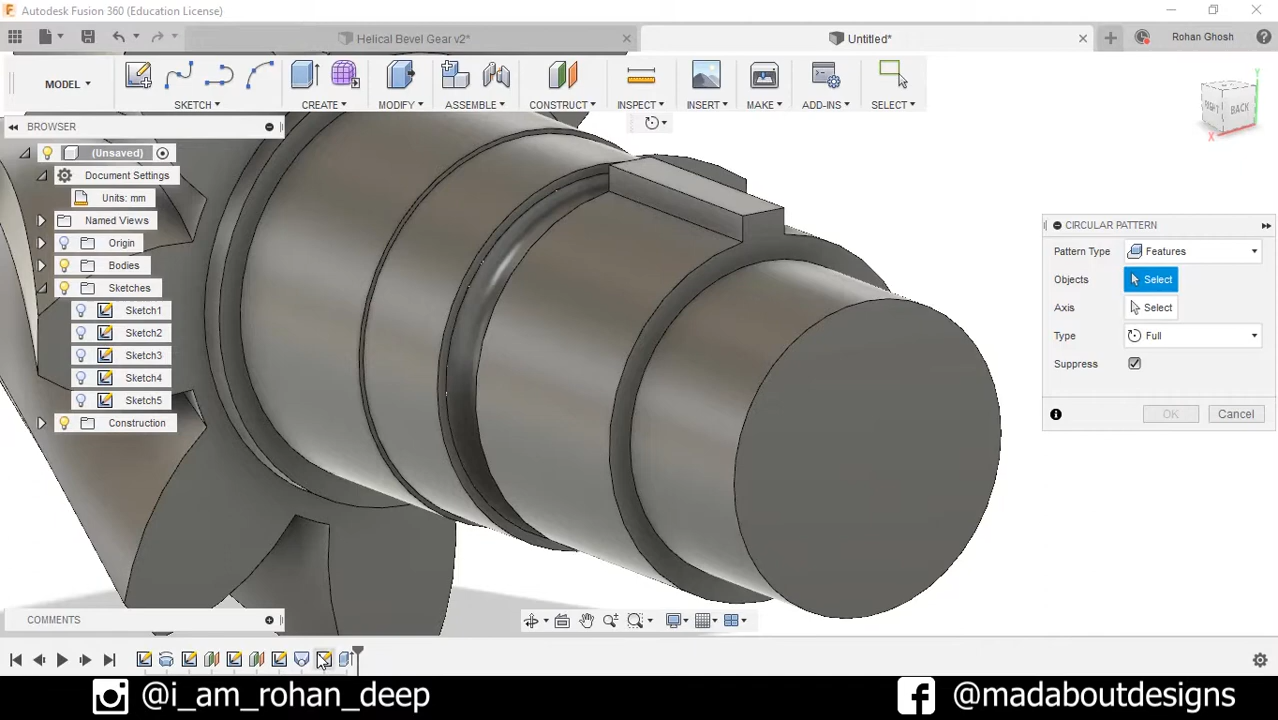 Autodesk Fusion 360 (Education License)
Helical Bevel Gear v2*
Untitled*
Rohan Ghosh
MODEL
SKETCH
CREATE
MODIFY
ASSEMBLE
CONSTRUCT
INSPECT
INSERT
MAKE
ADD-INS
SELECT
BROWSER
(Unsaved)
Document Settings
Units: mm
Named Views
Origin
Bodies
Sketches
Sketch1
Sketch2
Sketch3
Sketch4
Sketch5
Construction
Y
RIGHT
BACK
X
CIRCULAR PATTERN
Pattern Type Features
Objects Select
Axis Select
Type Full
Suppress
OK Cancel
COMMENTS
@i_am_rohan_deep
@madaboutdesigns